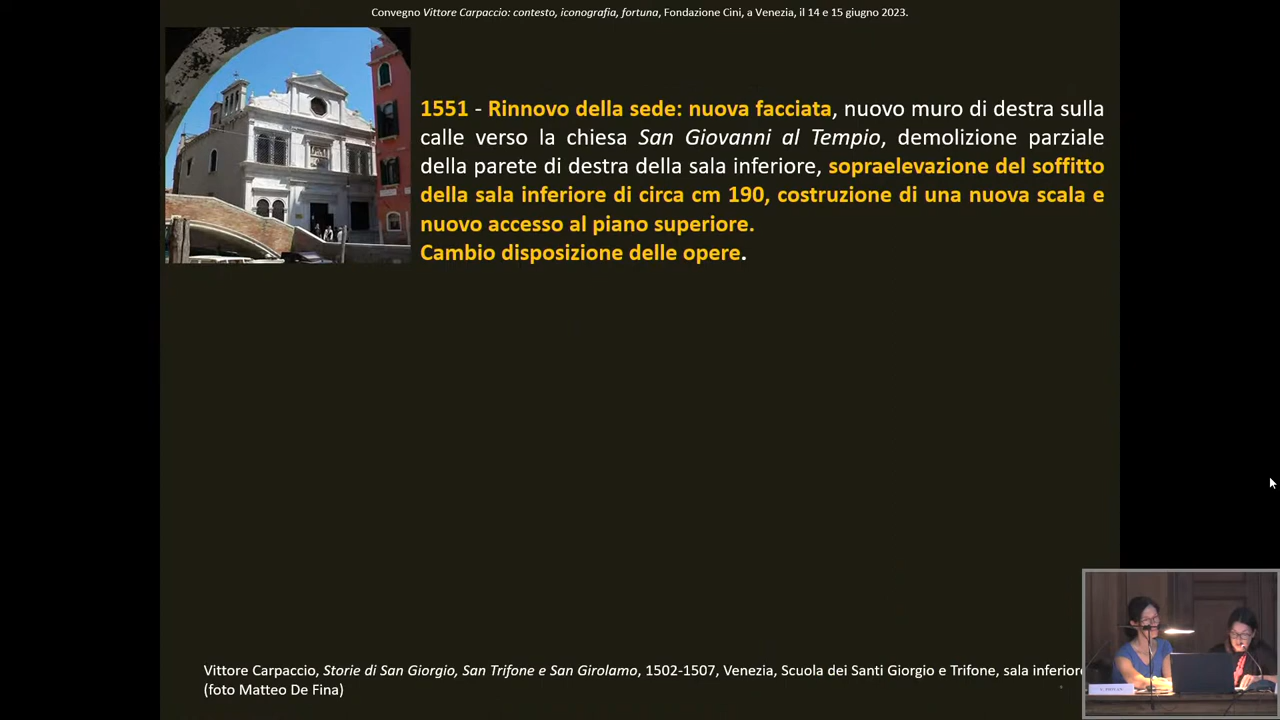 Convegno Vittore Carpaccio: contesto, iconografia, fortuna, Fondazione Cini, a Venezia, il 14 e 15 giugno 2023.
1551 - Rinnovo della sede: nuova facciata, nuovo muro di destra sulla
calle verso la chiesa San Giovanni al Tempio, demolizione parziale
della parete di destra della sala inferiore, sopraelevazione del soffitto
della sala inferiore di circa cm 190, costruzione di una nuova scala e
nuovo accesso al piano superiore.
Cambio disposizione delle opere.
Vittore Carpaccio, Storie di San Giorgio, San Trifone e San Girolamo, 1502-1507, Venezia, Scuola dei Santi Giorgio e Trifone, sala inferiore
(foto Matteo De Fina)